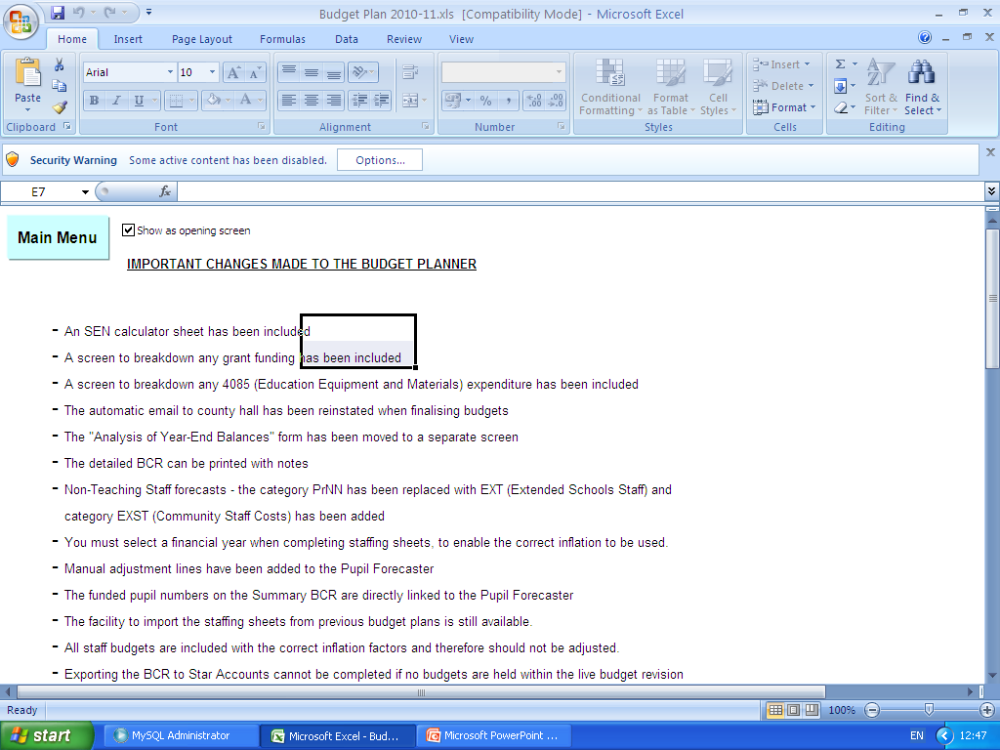 Budget Plan 2010-11.xls [Compatibility Mode] - Microsoft Excel
Home Insert Page Layout Formulas Data Review View
Paste
Arial 10
B I U
% ,
Conditional Formatting
Format as Table
Cell Styles
Insert
Delete
Format
Σ
Sort & Filter
Find & Select
Clipboard Font Alignment Number Styles Cells Editing
Security Warning Some active content has been disabled. Options...
E7 fx
Main Menu
Show as opening screen
IMPORTANT CHANGES MADE TO THE BUDGET PLANNER
- An SEN calculator sheet has been included
- A screen to breakdown any grant funding has been included
- A screen to breakdown any 4085 (Education Equipment and Materials) expenditure has been included
- The automatic email to county hall has been reinstated when finalising budgets
- The "Analysis of Year-End Balances" form has been moved to a separate screen
- The detailed BCR can be printed with notes
- Non-Teaching Staff forecasts - the category PrNN has been replaced with EXT (Extended Schools Staff) and
category EXST (Community Staff Costs) has been added
- You must select a financial year when completing staffing sheets, to enable the correct inflation to be used.
- Manual adjustment lines have been added to the Pupil Forecaster
- The funded pupil numbers on the Summary BCR are directly linked to the Pupil Forecaster
- The facility to import the staffing sheets from previous budget plans is still available.
- All staff budgets are included with the correct inflation factors and therefore should not be adjusted.
- Exporting the BCR to Star Accounts cannot be completed if no budgets are held within the live budget revision
Ready 100%
start MySQL Administrator Microsoft Excel - Bud... Microsoft PowerPoint ... EN 12:47